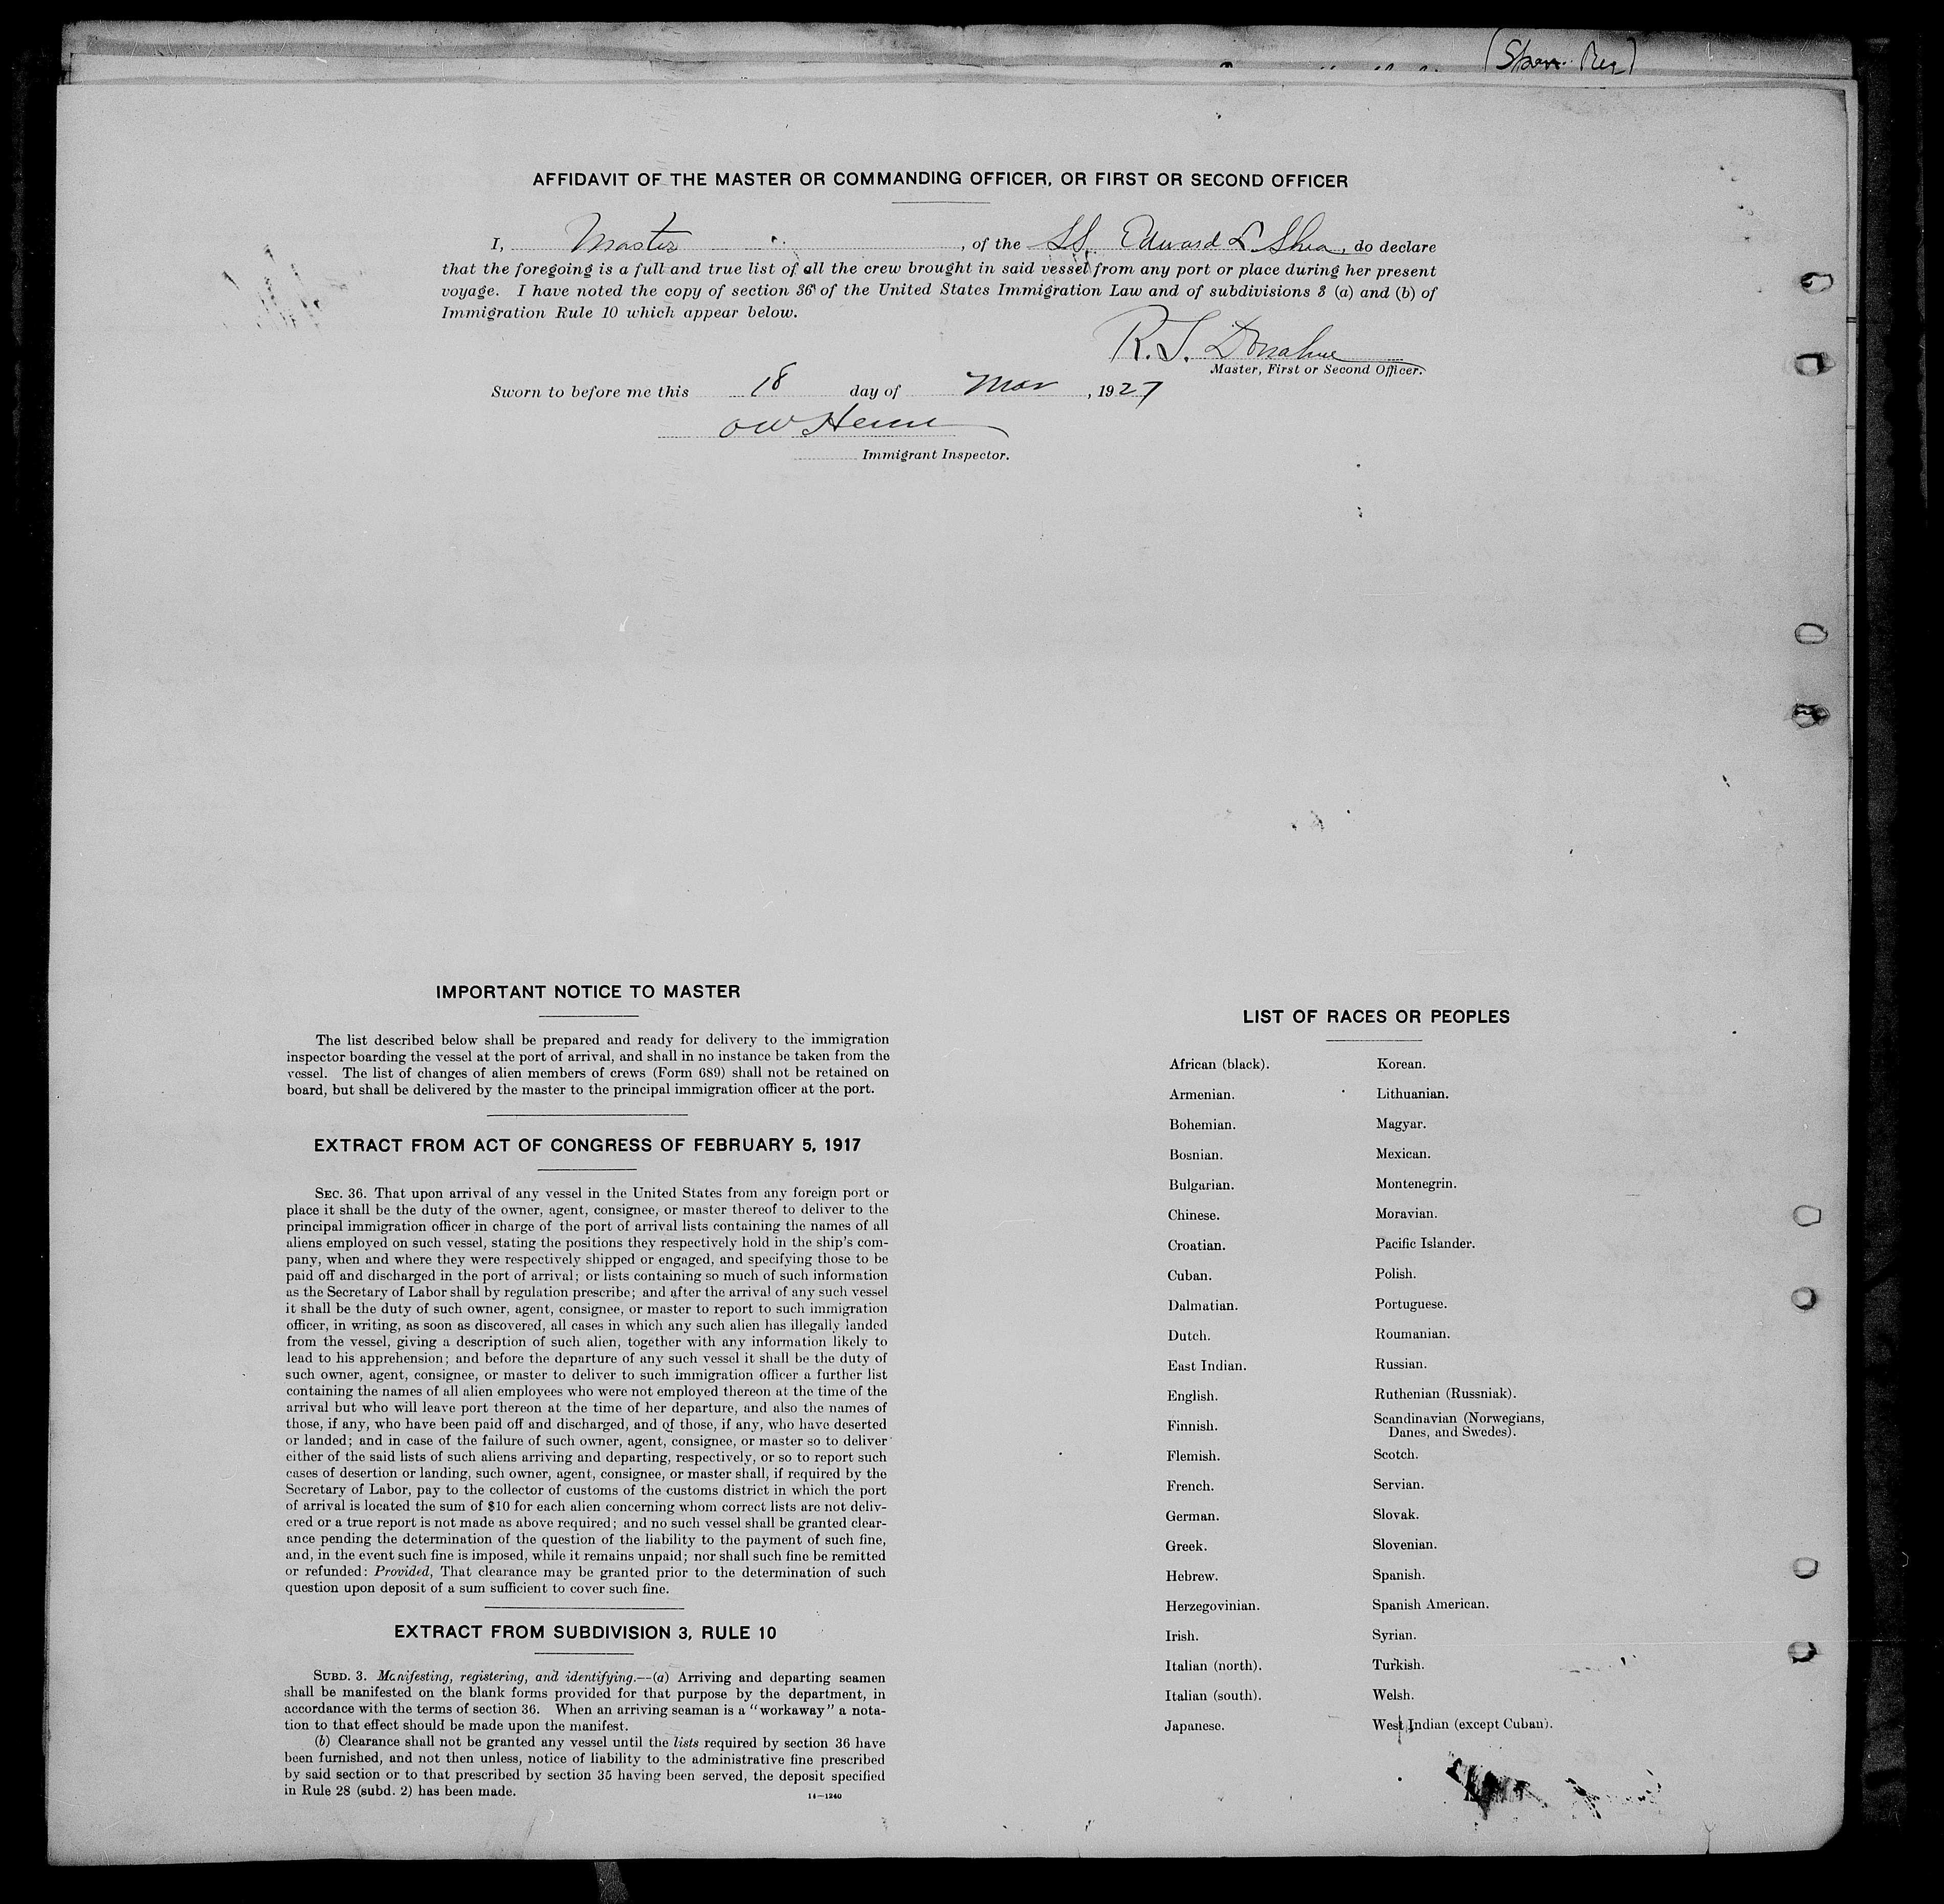 AFFIDAVIT OF THE MASTER OR COMMANDING OFFICER, OR FIRST OR SECOND OFFICER
I, Master, of the SS. Edward L. Shea, do declare
that the foregoing is a full and true list of all the crew brought in said vessel from any port or place during her present
voyage. I have noted the copy of section 36 of the United States Immigration Law and of subdivisions 3 (a) and (b) of
Immigration Rule 10 which appear below.
Donahue
Master, First or Second Officer.
Sworn to before me this 18 day of Mar, 1927
Immigrant Inspector.
IMPORTANT NOTICE TO MASTER
The list described below shall be prepared and ready for delivery to the immigration
inspector boarding the vessel at the port of arrival, and shall in no instance be taken from the
vessel. The list of changes of alien members of crews (Form 689) shall not be retained on
board, but shall be delivered by the master to the principal immigration officer at the port.
EXTRACT FROM ACT OF CONGRESS OF FEBRUARY 5, 1917
SEC. 36. That upon arrival of any vessel in the United States from any foreign port or
place it shall be the duty of the owner, agent, consignee, or master thereof to deliver to the
principal immigration officer in charge of the port of arrival lists containing the names of all
aliens employed on such vessel, stating the positions they respectively hold in the ship's com-
pany, when and where they were respectively shipped or engaged, and specifying those to be
paid off and discharged in the port of arrival; or lists containing so much of such information
as the Secretary of Labor shall by regulation prescribe; and after the arrival of any such vessel
it shall be the duty of such owner, agent, consignee, or master to report to such immigration
officer, in writing, as soon as discovered, all cases in which any such alien has illegally landed
from the vessel, giving a description of such alien, together with any information likely to
lead to his apprehension; and before the departure of any such vessel it shall be the duty of
such owner, agent, consignee, or master to deliver to such immigration officer a further list
containing the names of all alien employees who were not employed thereon at the time of the
arrival but who will leave port thereon at the time of her departure, and also the names of
those, if any, who have been paid off and discharged, and of those, if any, who have deserted
or landed; and in case of the failure of such owner, agent, consignee, or master so to deliver
either of the said lists of such aliens arriving and departing, respectively, or so to report such
cases of desertion or landing, such owner, agent, consignee, or master shall, if required by the
Secretary of Labor, pay to the collector of customs of the customs district in which the port
of arrival is located the sum of $10 for each alien concerning whom correct lists are not deliv-
ered or a true report is not made as above required; and no such vessel shall be granted clear-
ance pending the determination of the question of the liability to the payment of such fine,
and, in the event such fine is imposed, while it remains unpaid; nor shall such fine be remitted
or refunded: Provided, That clearance may be granted prior to the determination of such
question upon deposit of a sum sufficient to cover such fine.
EXTRACT FROM SUBDIVISION 3, RULE 10
SUBD. 3. Manifesting, registering, and identifying.—(a) Arriving and departing seamen
shall be manifested on the blank forms provided for that purpose by the department, in
accordance with the terms of section 36. When an arriving seaman is a "workaway" a nota-
tion to that effect should be made upon the manifest.
(b) Clearance shall not be granted any vessel until the lists required by section 36 have
been furnished, and not then unless, notice of liability to the administrative fine prescribed
by said section or to that prescribed by section 35 having been served, the deposit specified
in Rule 28 (subd. 2) has been made.
14—1240
LIST OF RACES OR PEOPLES
African (black).
Armenian.
Bohemian.
Bosnian.
Bulgarian.
Chinese.
Croatian.
Cuban.
Dalmatian.
Dutch.
East Indian.
English.
Finnish.
Flemish.
French.
German.
Greek.
Hebrew.
Herzegovinian.
Irish.
Italian (north).
Italian (south).
Japanese.
Korean.
Lithuanian.
Magyar.
Mexican.
Montenegrin.
Moravian.
Pacific Islander.
Polish.
Portuguese.
Roumanian.
Russian.
Ruthenian (Russniak).
Scandinavian (Norwegians,
Danes, and Swedes).
Scotch.
Servian.
Slovak.
Slovenian.
Spanish.
Spanish American.
Syrian.
Turkish.
Welsh.
West Indian (except Cuban).